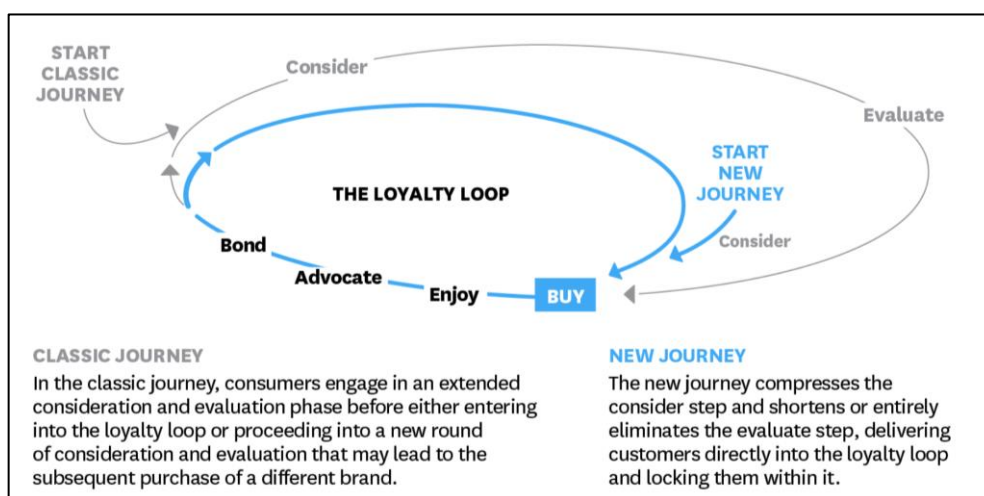 START
CLASSIC
JOURNEY
Consider
Evaluate
START
NEW
JOURNEY
Consider
THE LOYALTY LOOP
Bond
Advocate
Enjoy
BUY
CLASSIC JOURNEY
In the classic journey, consumers engage in an extended
consideration and evaluation phase before either entering
into the loyalty loop or proceeding into a new round
of consideration and evaluation that may lead to the
subsequent purchase of a different brand.
NEW JOURNEY
The new journey compresses the
consider step and shortens or entirely
eliminates the evaluate step, delivering
customers directly into the loyalty loop
and locking them within it.